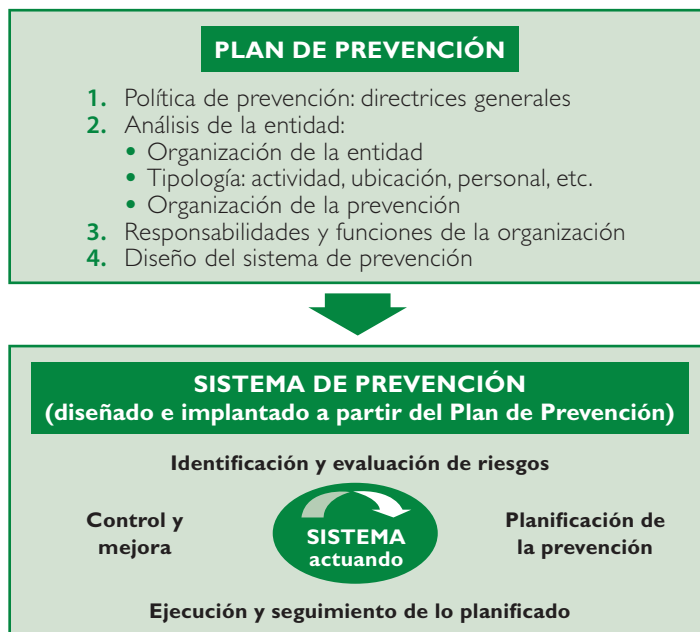 PLAN DE PREVENCIÓN
1. Política de prevención: directrices generales
2. Análisis de la entidad:
• Organización de la entidad
• Tipología: actividad, ubicación, personal, etc.
• Organización de la prevención
3. Responsabilidades y funciones de la organización
4. Diseño del sistema de prevención
SISTEMA DE PREVENCIÓN
(diseñado e implantado a partir del Plan de Prevención)
Identificación y evaluación de riesgos
Control y
mejora
SISTEMA
actuando
Planificación de
la prevención
Ejecución y seguimiento de lo planificado